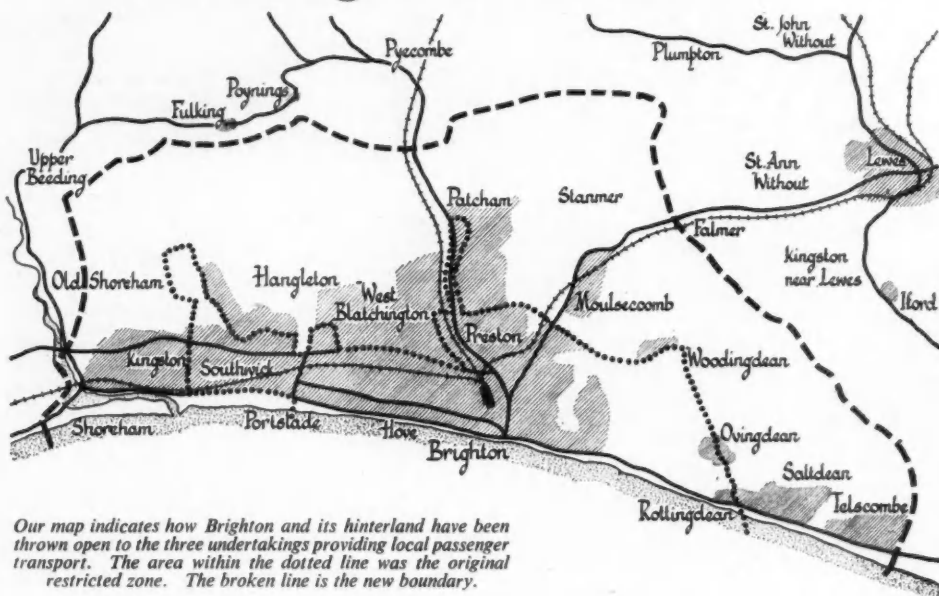 St. John
Without
Pyecombe
Plumpton
Poynings
Fulking
Upper
Beeding
Lewes
St. Ann
Without
Patcham
Stanmer
Falmer
Old Shoreham
Hangleton
West
Blatchington
Moulsecoomb
Kingston
near Lewes
Iford
Preston
Kingston
Southwick
Woodingdean
Shoreham
Portslade
Hove
Brighton
Ovingdean
Saltdean
Telscombe
Rottingdean
Our map indicates how Brighton and its hinterland have been
thrown open to the three undertakings providing local passenger
transport. The area within the dotted line was the original
restricted zone. The broken line is the new boundary.